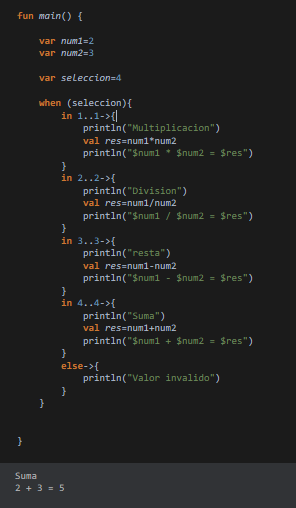 fun main() {
var num1=2
var num2=3
var seleccion=4
when (seleccion){
in 1..1->{
println("Multiplicacion")
val res=num1*num2
println("$num1 * $num2 = $res")
}
in 2..2->{
println("Division")
val res=num1/num2
println("$num1 / $num2 = $res")
}
in 3..3->{
println("resta")
val res=num1-num2
println("$num1 - $num2 = $res")
}
in 4..4->{
println("Suma")
val res=num1+num2
println("$num1 + $num2 = $res")
}
else->{
println("Valor invalido")
}
}
}
Suma
2 + 3 = 5